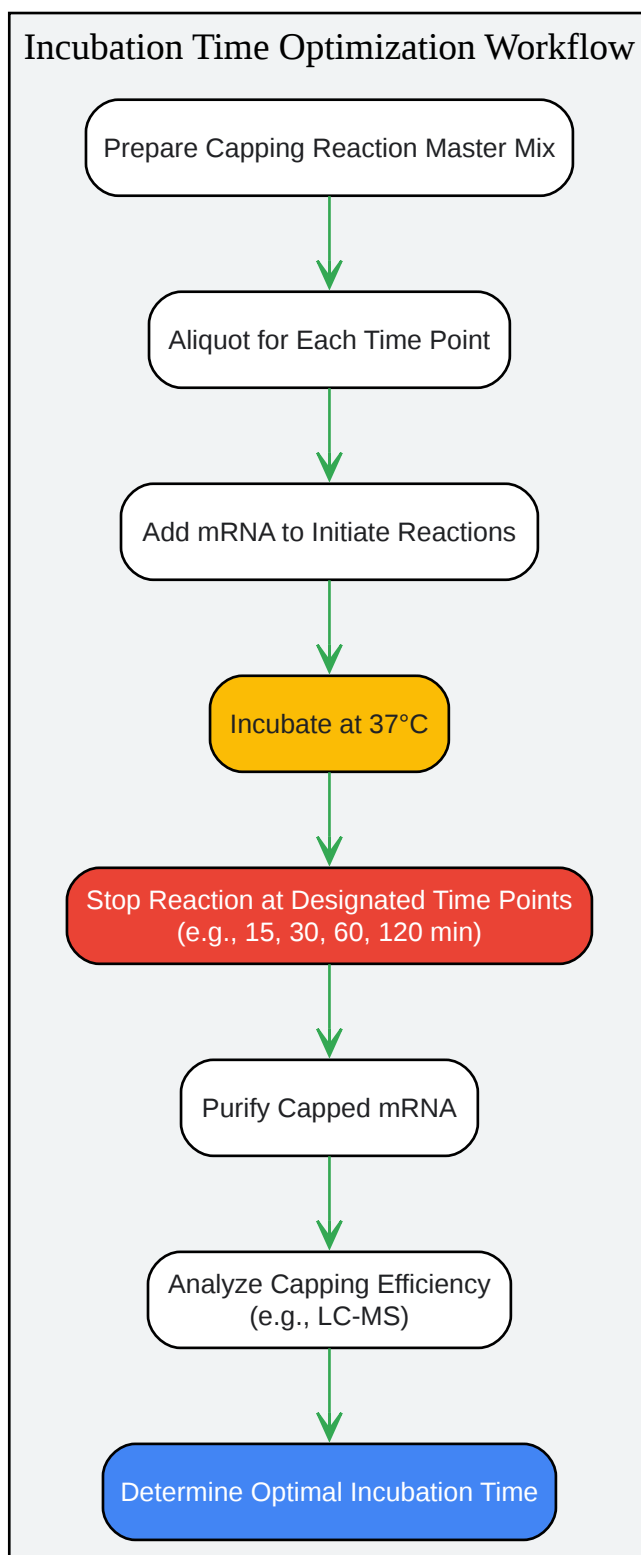 Incubation Time Optimization Workflow
Prepare Capping Reaction Master Mix
Aliquot for Each Time Point
Add mRNA to Initiate Reactions
Incubate at 37°C
Stop Reaction at Designated Time Points
(e.g., 15, 30, 60, 120 min)
Purify Capped mRNA
Analyze Capping Efficiency
(e.g., LC-MS)
Determine Optimal Incubation Time